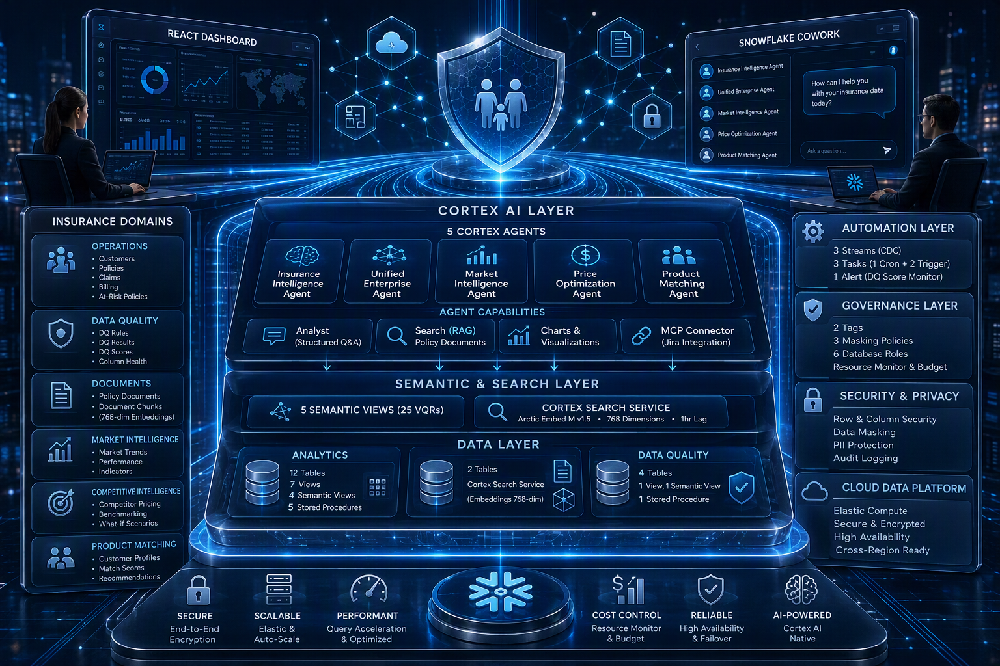 REACT DASHBOARD
SNOWFLAKE COWORK
Insurance Intelligence Agent
Unified Enterprise Agent
Market Intelligence Agent
Price Optimization Agent
Product Matching Agent
How can I help you
with your insurance data
today?
Ask a question...
INSURANCE DOMAINS
OPERATIONS
• Customers
• Policies
• Claims
• Billing
• At-Risk Policies
DATA QUALITY
• DQ Rules
• DQ Results
• DQ Scores
• Column Health
DOCUMENTS
• Policy Documents
• Document Chunks
• (768-dim Embeddings)
MARKET INTELLIGENCE
• Market Trends
• Performance
• Indicators
COMPETITIVE INTELLIGENCE
• Competitor Pricing
• Benchmarking
• What-if Scenarios
PRODUCT MATCHING
• Customer Profiles
• Match Scores
• Recommendations
CORTEX AI LAYER
5 CORTEX AGENTS
Insurance
Intelligence
Agent
Unified
Enterprise
Agent
Market
Intelligence
Agent
Price
Optimization
Agent
Product
Matching
Agent
AGENT CAPABILITIES
Analyst
(Structured Q&A)
Search (RAG)
Policy Documents
Charts &
Visualizations
MCP Connector
(Jira Integration)
SEMANTIC & SEARCH LAYER
5 SEMANTIC VIEWS (25 VQRs)
CORTEX SEARCH SERVICE
Arctic Embed M v1.5 • 768 Dimensions • 1hr Lag
DATA LAYER
ANALYTICS
12 Tables
7 Views
4 Semantic Views
5 Stored Procedures
2 Tables
Cortex Search Service
(Embeddings 768-dim)
DATA QUALITY
4 Tables
1 View, 1 Semantic View
1 Stored Procedure
AUTOMATION LAYER
3 Streams (CDC)
3 Tasks (1 Cron + 2 Trigger)
1 Alert (DQ Score Monitor)
GOVERNANCE LAYER
2 Tags
3 Masking Policies
6 Database Roles
Resource Monitor & Budget
SECURITY & PRIVACY
Row & Column Security
Data Masking
PII Protection
Audit Logging
CLOUD DATA PLATFORM
Elastic Compute
Secure & Encrypted
High Availability
Cross-Region Ready
SECURE
End-to-End
Encryption
SCALABLE
Elastic &
Auto-Scale
PERFORMANT
Query Acceleration
& Optimized
COST CONTROL
Resource Monitor
& Budget
RELIABLE
High Availability
& Failover
AI-POWERED
Cortex AI
Native